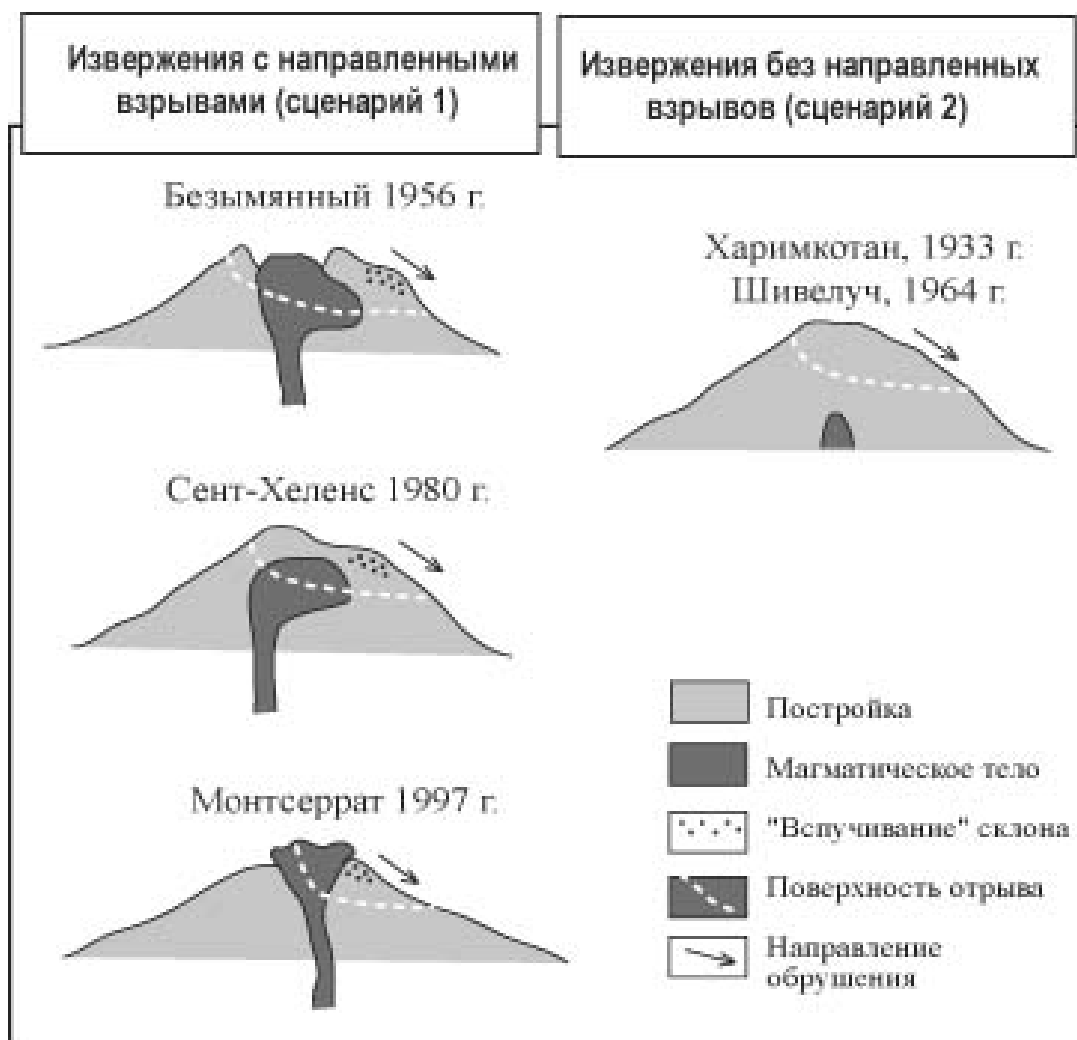 Извержения с направленными
взрывами (сценарий 1)
Извержения без направленных
взрывов (сценарий 2)
Безымянный 1956 г.
Харимкотан, 1933 г.
Шивелуч, 1964 г.
Сент-Хеленс 1980 г.
Монтсеррат 1997 г.
Постройка
Магматическое тело
"Вспучивание" склона
Поверхность отрыва
Направление
обрушения